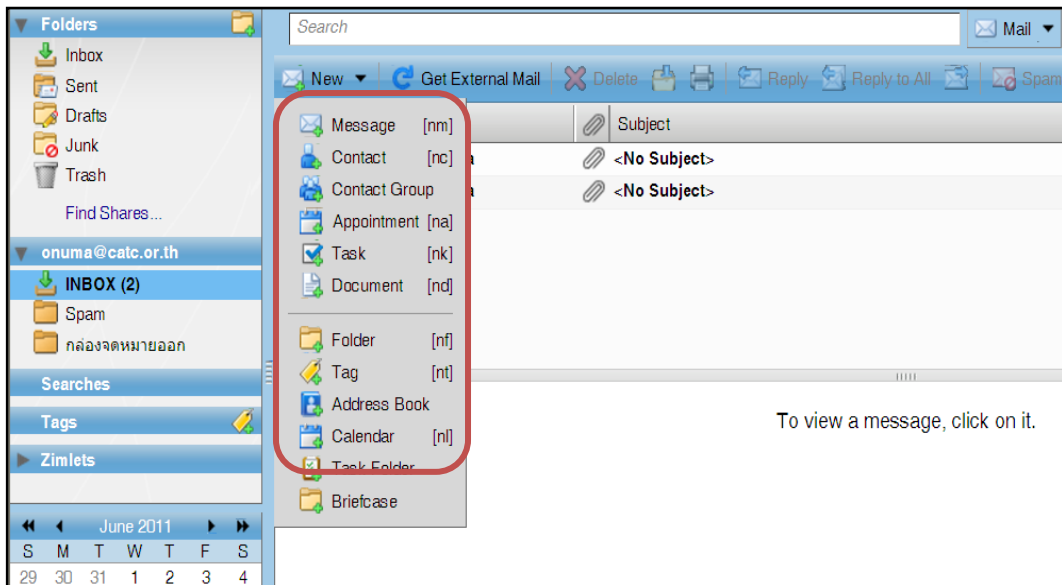 Folders
Inbox
Sent
Drafts
Junk
Trash
Find Shares...
onuma@catc.or.th
INBOX (2)
Spam
กล่องจดหมายออก
Searches
Tags
Zimlets
June 2011
S M T W T F S
29 30 31 1 2 3 4
Search
Mail
New Get External Mail Delete Reply Reply to All Spam
Subject
a <No Subject>
a <No Subject>
Message [nm]
Contact [nc]
Contact Group
Appointment [na]
Task [nk]
Document [nd]
Folder [nf]
Tag [nt]
Address Book
Calendar [nl]
Task Folder
Briefcase
To view a message, click on it.